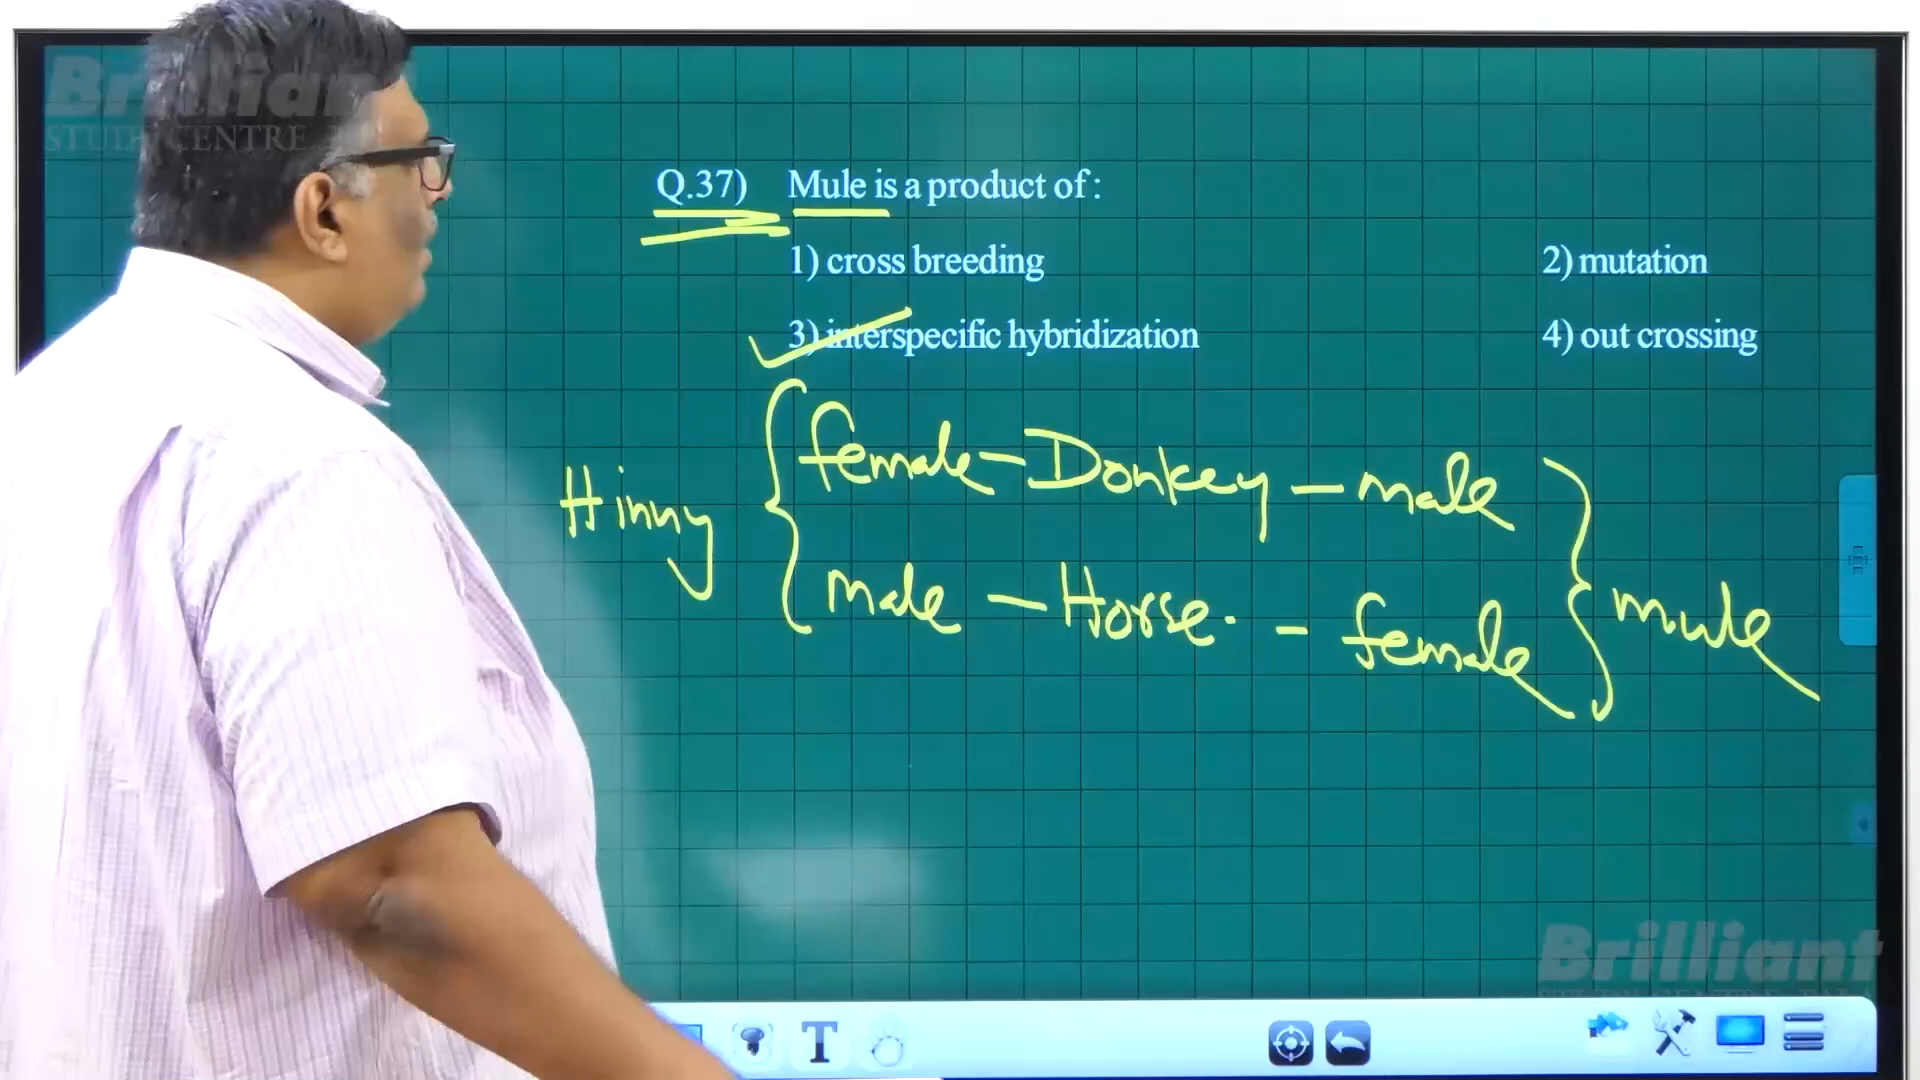 Brilliant
STUDY CENTRE
Q.37) Mule is a product of :
1) cross breeding 2) mutation
3) interspecific hybridization 4) out crossing
female - Donkey - male
Hinny
male - Horse - female
mule
Brilliant
T